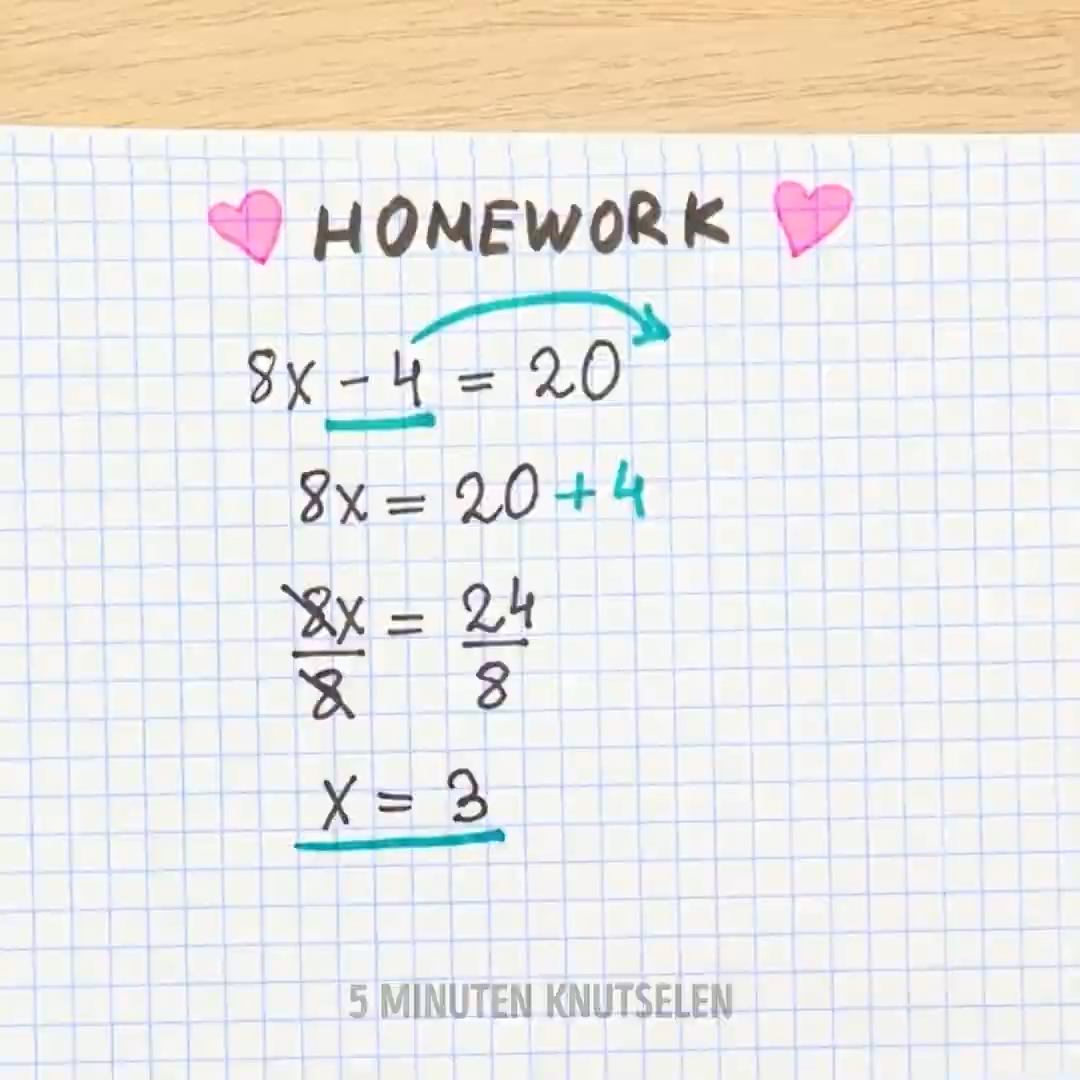 HOMEWORK
8x - 4 = 20
8x = 20 + 4
8x/8 = 24/8
x = 3
5 MINUTEN KNUTSELEN